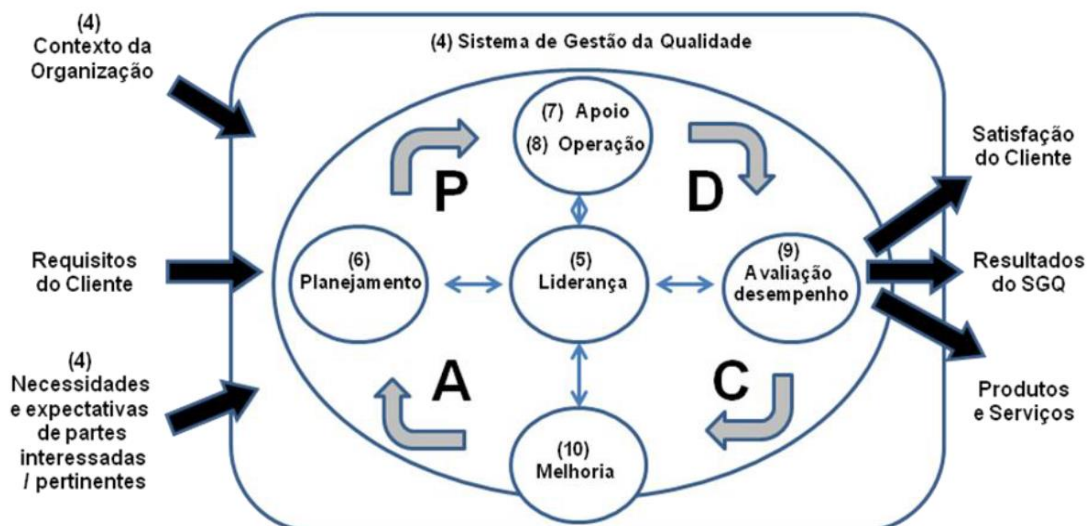 (4)
Contexto da
Organização
(4) Sistema de Gestão da Qualidade
(7) Apoio
(8) Operação
P
D
Satisfação
do Cliente
Requisitos
do Cliente
(6)
Planejamento
(5)
Liderança
(9)
Avaliação
desempenho
Resultados
do SGQ
(4)
Necessidades
e expectativas
de partes
interessadas
/ pertinentes
A
C
(10)
Melhoria
Produtos
e Serviços